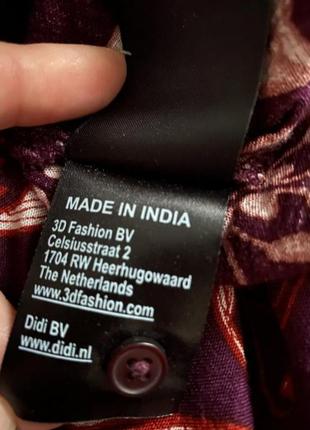 MADE IN INDIA
3D Fashion BV
Celsiusstraat 2
1704 RW Heerhugowaard
The Netherlands
www.3dfashion.com
Didi BV
www.didi.nl